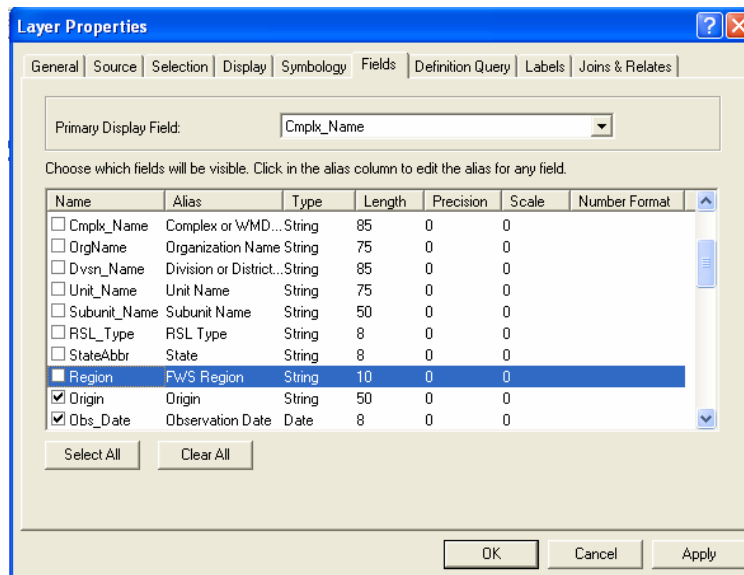 Layer Properties
General Source Selection Display Symbology Fields Definition Query Labels Joins & Relates
Primary Display Field: Cmplx_Name
Choose which fields will be visible. Click in the alias column to edit the alias for any field.
Name Alias Type Length Precision Scale Number Format
Cmplx_Name Complex or WMD... String 85 0 0
OrgName Organization Name String 75 0 0
Dvsn_Name Division or District... String 85 0 0
Unit_Name Unit Name String 75 0 0
Subunit_Name Subunit Name String 50 0 0
RSL_Type RSL Type String 8 0 0
StateAbbr State String 8 0 0
Region FWS Region String 10 0 0
Origin Origin String 50 0 0
Obs_Date Observation Date Date 8 0 0
Select All Clear All
OK Cancel Apply